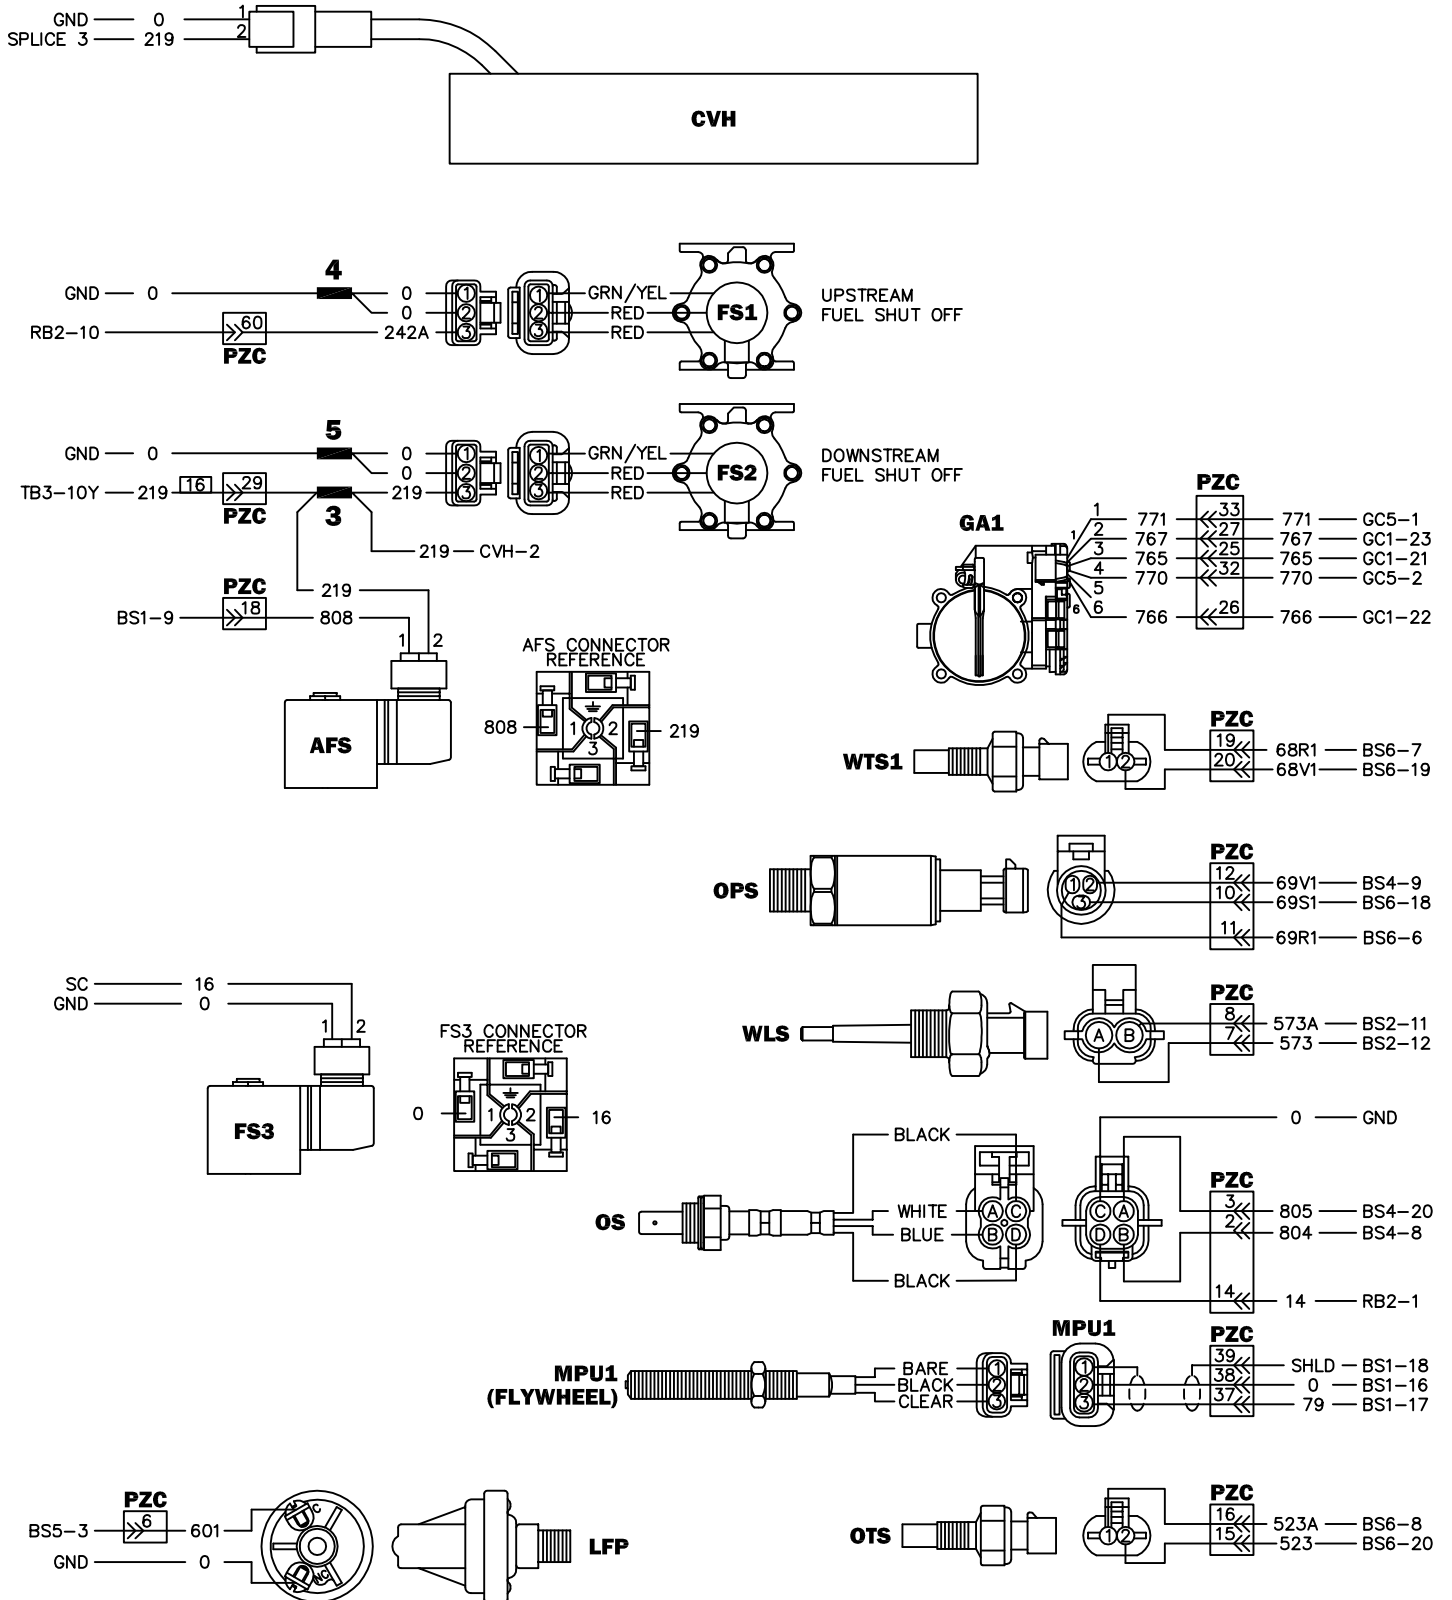 GND 0 1
SPLICE 3 219 2
CVH
4
GND 0 0 1 1 GRN/YEL
0 2 2 RED
RB2-10 60 242A 3 3 RED
PZC
FS1
UPSTREAM
FUEL SHUT OFF
5
GND 0 0 1 1 GRN/YEL
0 2 2 RED
TB3-10Y 219 16 29 219 3 3 RED
PZC 3
FS2
DOWNSTREAM
FUEL SHUT OFF
219 CVH-2
PZC
219
BS1-9 18 808
1 2
AFS
AFS CONNECTOR
REFERENCE
808 1 2 219
3
GA1
PZC
1 1 771 33 771 GC5-1
2 767 27 767 GC1-23
3 765 25 765 GC1-21
4 770 32 770 GC5-2
5
6 6 766 26 766 GC1-22
WTS1
PZC
1 2
19 68R1 BS6-7
20 68V1 BS6-19
OPS
PZC
1 2
3
12 69V1 BS4-9
10 69S1 BS6-18
11 69R1 BS6-6
SC 16
GND 0
1 2
FS3
FS3 CONNECTOR
REFERENCE
0 1 2 16
3
WLS
PZC
A B
8 573A BS2-11
7 573 BS2-12
OS
BLACK
WHITE A C
BLUE B D
BLACK
0 GND
PZC
C A
D B
3 805 BS4-20
2 804 BS4-8
14 14 RB2-1
MPU1
(FLYWHEEL)
BARE 1
BLACK 2
CLEAR 3
MPU1
1
2
3
PZC
39 SHLD BS1-18
38 0 BS1-16
37 79 BS1-17
PZC
BS5-3 6 601
GND 0
C
NC
LFP
OTS
PZC
1 2
16 523A BS6-8
15 523 BS6-20